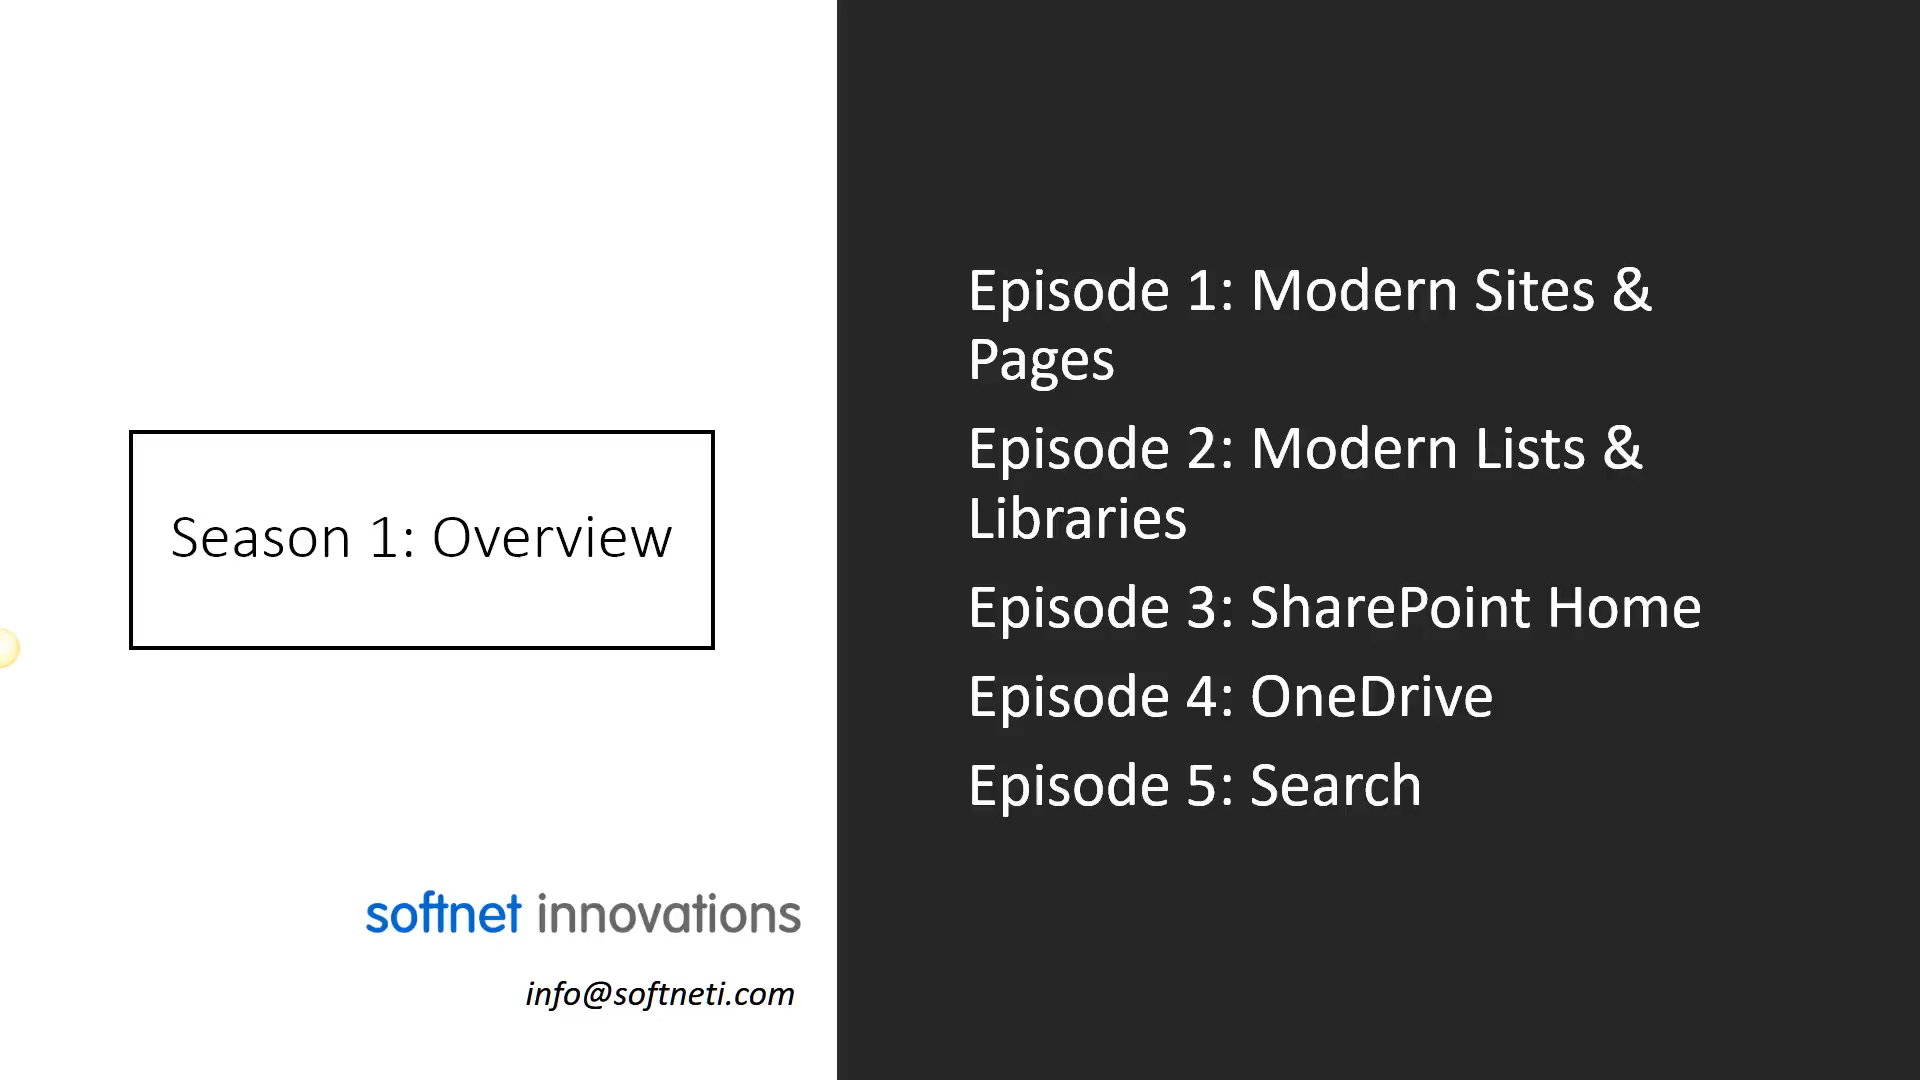 Season 1: Overview
softnet innovations
info@softneti.com
Episode 1: Modern Sites &
Pages
Episode 2: Modern Lists &
Libraries
Episode 3: SharePoint Home
Episode 4: OneDrive
Episode 5: Search